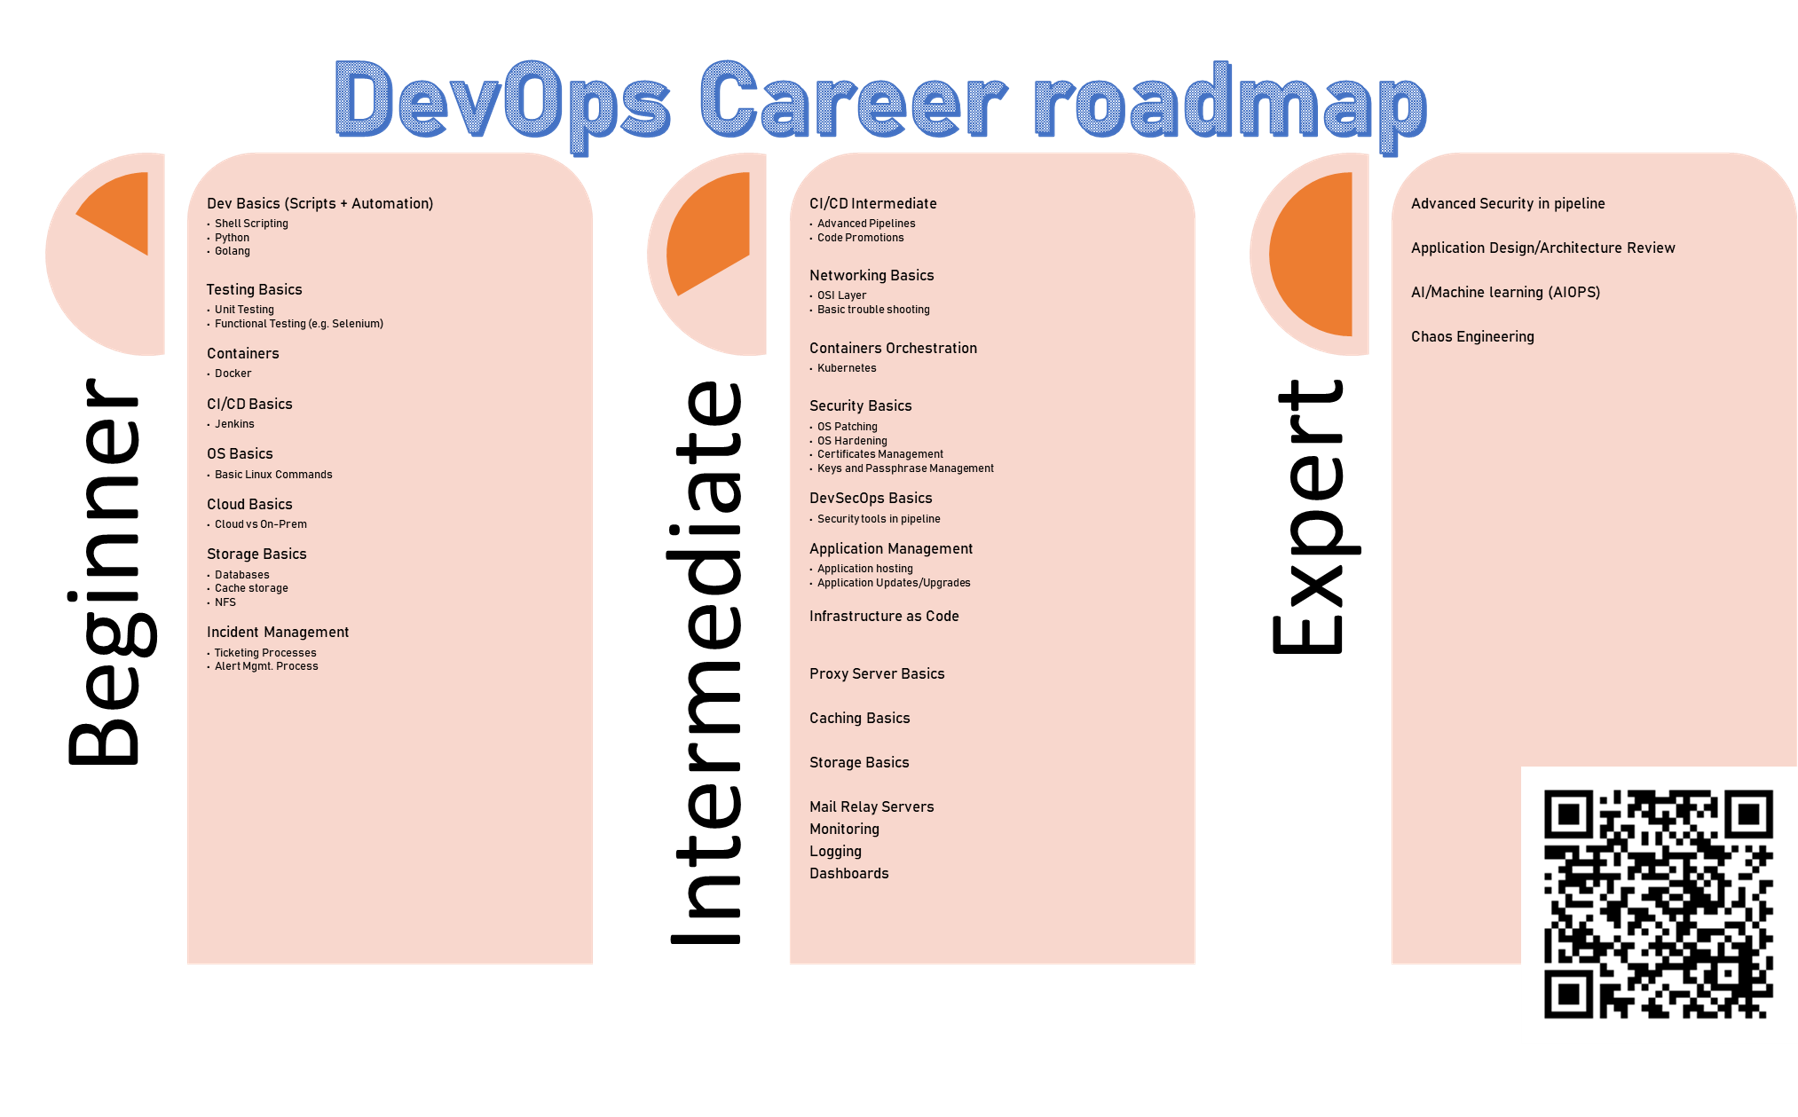 DevOps Career roadmap
Beginner
Dev Basics (Scripts + Automation)
• Shell Scripting
• Python
• Golang
Testing Basics
• Unit Testing
• Functional Testing (e.g. Selenium)
Containers
• Docker
CI/CD Basics
• Jenkins
OS Basics
• Basic Linux Commands
Cloud Basics
• Cloud vs On-Prem
Storage Basics
• Databases
• Cache storage
• NFS
Incident Management
• Ticketing Processes
• Alert Mgmt. Process
Intermediate
CI/CD Intermediate
• Advanced Pipelines
• Code Promotions
Networking Basics
• OSI Layer
• Basic trouble shooting
Containers Orchestration
• Kubernetes
Security Basics
• OS Patching
• OS Hardening
• Certificates Management
• Keys and Passphrase Management
DevSecOps Basics
• Security tools in pipeline
Application Management
• Application hosting
• Application Updates/Upgrades
Infrastructure as Code
Proxy Server Basics
Caching Basics
Storage Basics
Mail Relay Servers
Monitoring
Logging
Dashboards
Expert
Advanced Security in pipeline
Application Design/Architecture Review
AI/Machine learning (AIOPS)
Chaos Engineering